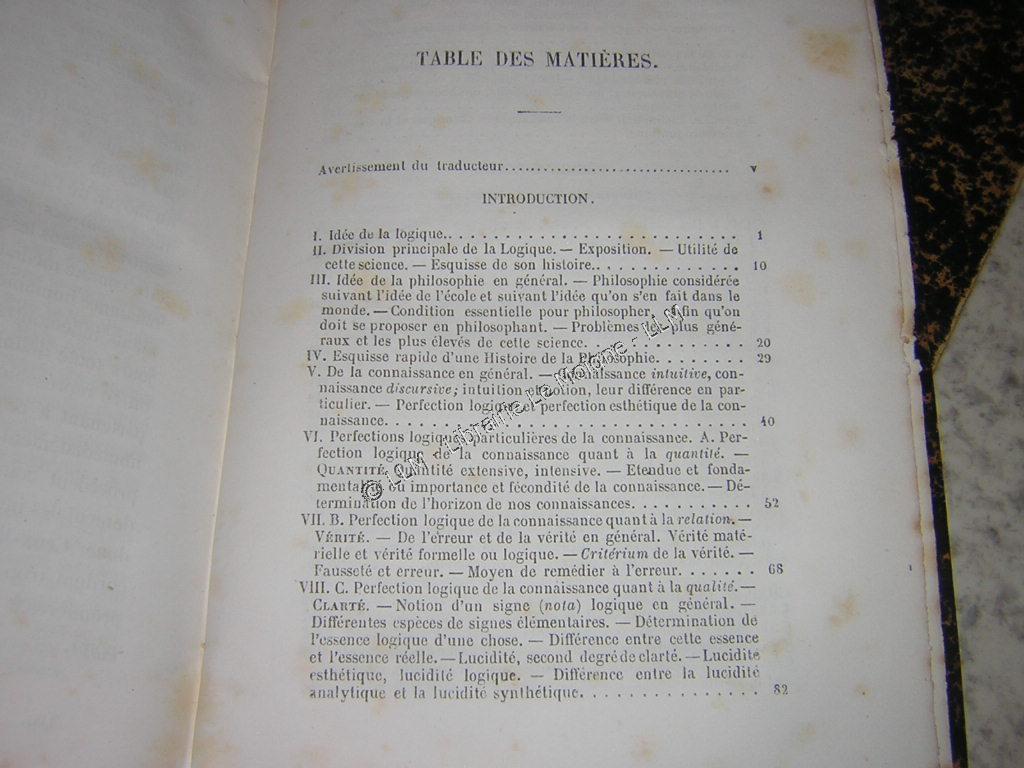 TABLE DES MATIÈRES.
Avertissement du traducteur................................ v
INTRODUCTION.
I. Idée de la logique.. . . . . . . . . . . . . . . . . . . . . . . . 1
II. Division principale de la Logique. — Exposition. — Utilité de
cette science. — Esquisse de son histoire.. . . . . . . . . . . . 10
III. Idée de la philosophie en général. — Philosophie considérée
suivant l'idée de l'école et suivant l'idée qu'on s'en fait dans le
monde. — Condition essentielle pour philosopher; fin qu'on
doit se proposer en philosophant. — Problèmes les plus géné-
raux et les plus élevés de cette science. . . . . . . . . . . . . 20
IV. Esquisse rapide d'une Histoire de la Philosophie. . . . . . . . 29
V. De la connaissance en général. — Connaissance intuitive, con-
naissance discursive; intuition et notion, leur différence en par-
ticulier. — Perfection logique et perfection esthétique de la con-
naissance. . . . . . . . . . . . . . . . . . . . . . . . . . . . 40
VI. Perfections logiques particulières de la connaissance. A. Per-
fection logique de la connaissance quant à la quantité. —
QUANTITÉ. Quantité extensive, intensive. — Etendue et fonda-
mentalité ou importance et fécondité de la connaissance. — Dé-
termination de l'horizon de nos connaissances. . . . . . . . . . . 52
VII. B. Perfection logique de la connaissance quant à la relation. —
VÉRITÉ. — De l'erreur et de la vérité en général. Vérité maté-
rielle et vérité formelle ou logique. — Critérium de la vérité. —
Fausseté et erreur. — Moyen de remédier à l'erreur. . . . . . . 68
VIII. C. Perfection logique de la connaissance quant à la qualité. —
CLARTÉ. — Notion d'un signe (nota) logique en général. —
Différentes espèces de signes élémentaires. — Détermination de
l'essence logique d'une chose. — Différence entre cette essence
et l'essence réelle. — Lucidité, second degré de clarté. — Lucidité
esthétique, lucidité logique. — Différence entre la lucidité
analytique et la lucidité synthétique. . . . . . . . . . . . . . . 82
© LLM - Librairie Le Monome - LLM